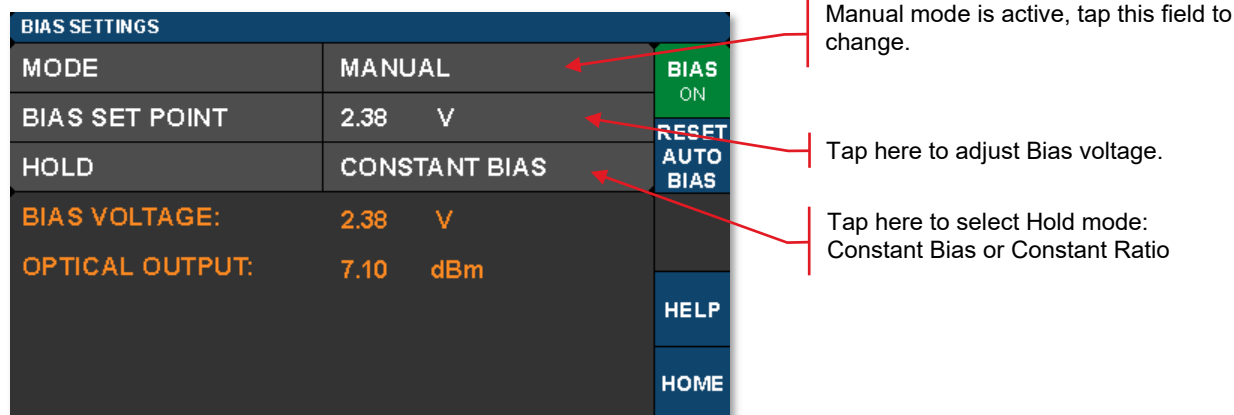 BIAS SETTINGS
MODE MANUAL
BIAS SET POINT 2.38 V
HOLD CONSTANT BIAS
BIAS VOLTAGE: 2.38 V
OPTICAL OUTPUT: 7.10 dBm
BIAS
ON
RESET
AUTO
BIAS
HELP
HOME
Manual mode is active, tap this field to
change.
Tap here to adjust Bias voltage.
Tap here to select Hold mode:
Constant Bias or Constant Ratio